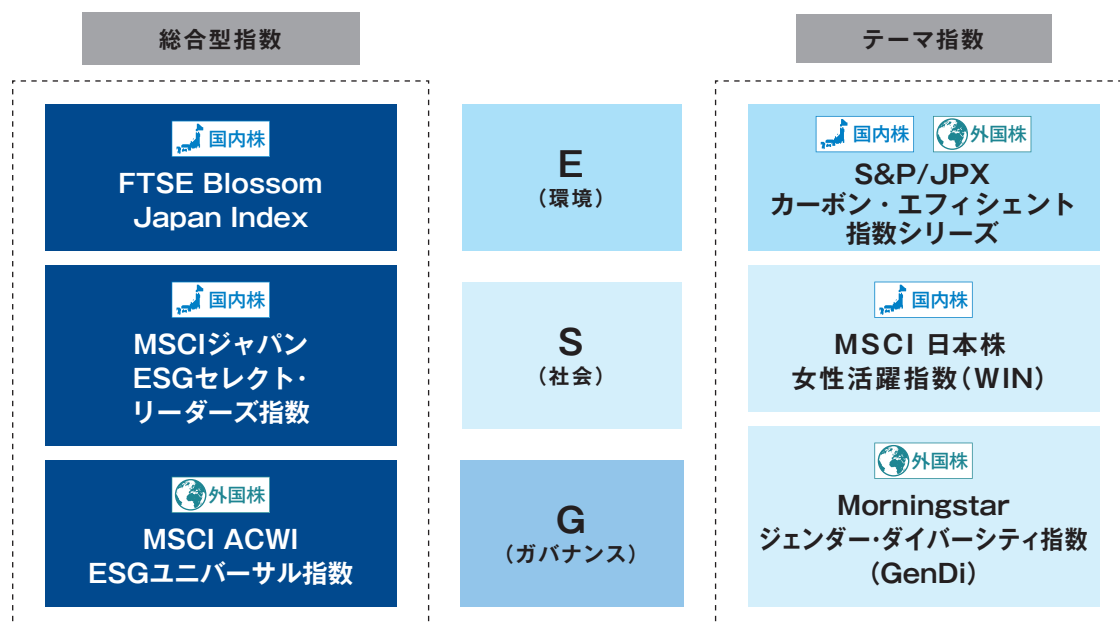 総合型指数
国内株
FTSE Blossom
Japan Index
国内株
MSCIジャパン
ESGセレクト・
リーダーズ指数
外国株
MSCI ACWI
ESGユニバーサル指数
E
(環境)
S
(社会)
G
(ガバナンス)
テーマ指数
国内株 外国株
S&P/JPX
カーボン・エフィシェント
指数シリーズ
国内株
MSCI 日本株
女性活躍指数(WIN)
外国株
Morningstar
ジェンダー・ダイバーシティ指数
(GenDi)